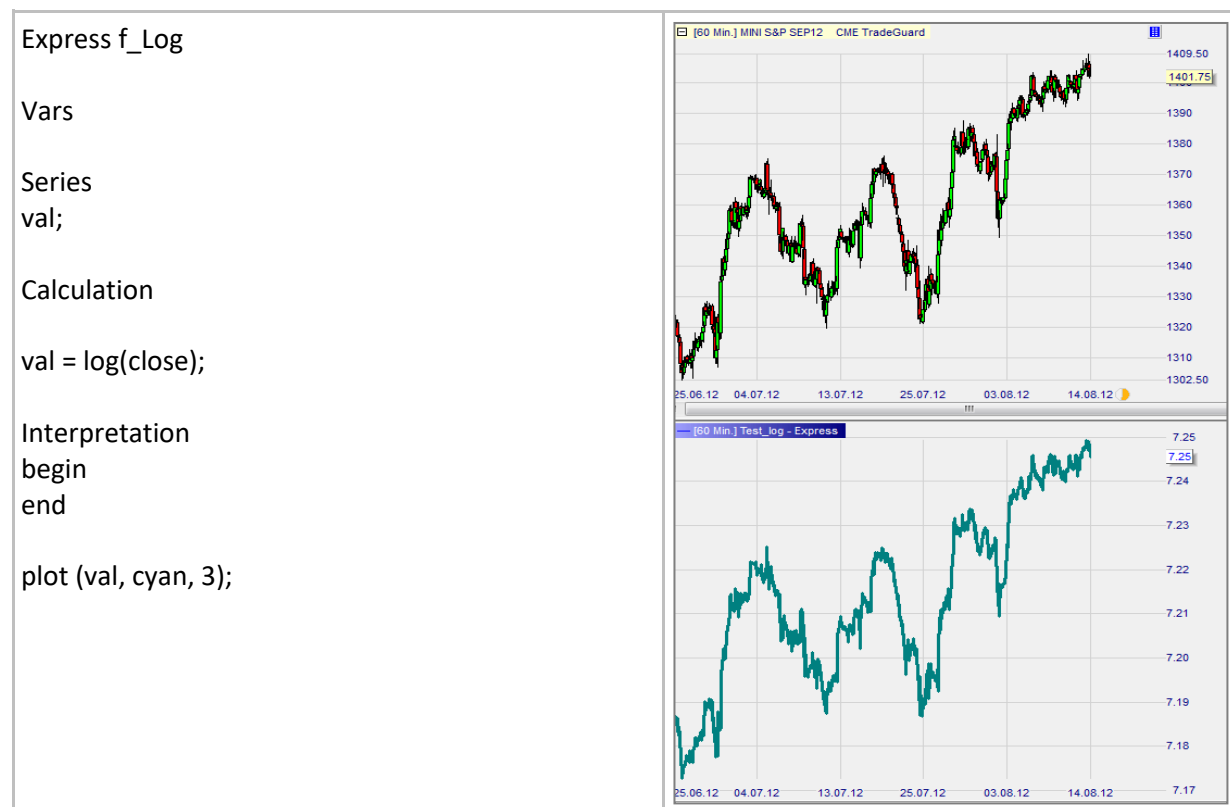 Express f_Log
Vars
Series
val;
Calculation
val = log(close);
Interpretation
begin
end
plot (val, cyan, 3);
[60 Min.] MINI S&P SEP12 CME TradeGuard
1409.50
1401.75
1390
1380
1370
1360
1350
1340
1330
1320
1310
1302.50
25.06.12 04.07.12 13.07.12 25.07.12 03.08.12 14.08.12
[60 Min.] Test_log - Express
7.25
7.25
7.24
7.23
7.22
7.21
7.20
7.19
7.18
7.17
25.06.12 04.07.12 13.07.12 25.07.12 03.08.12 14.08.12